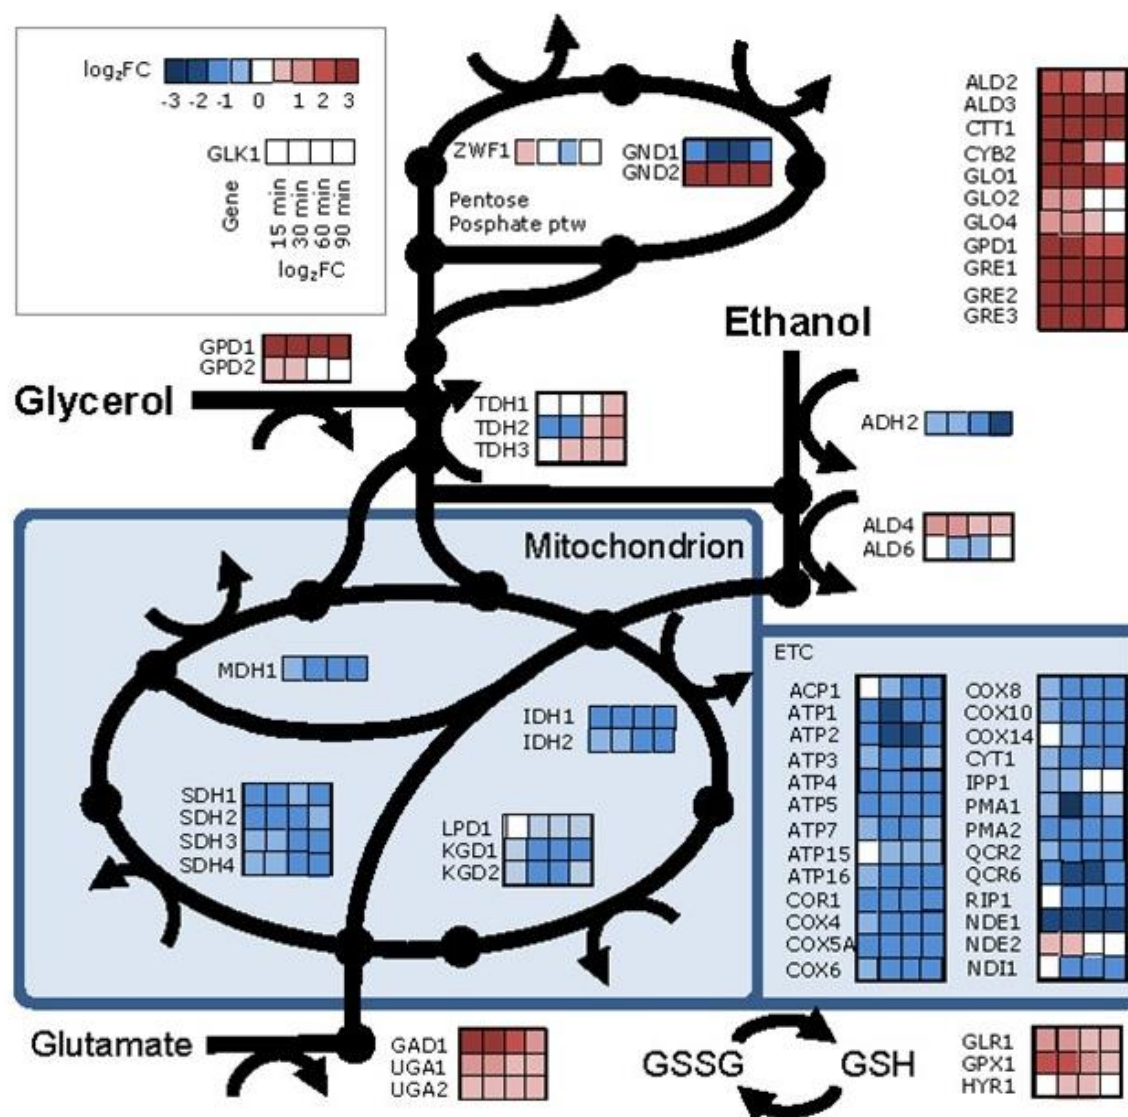 log₂FC
-3 -2 -1 0 1 2 3
GLK1
Gene
15 min
30 min
60 min
90 min
log₂FC
ZWF1
GND1
GND2
Pentose
Posphate ptw
ALD2
ALD3
CTT1
CYB2
GLO1
GLO2
GLO4
GPD1
GRE1
GRE2
GRE3
GPD1
GPD2
Glycerol
Ethanol
TDH1
TDH2
TDH3
ADH2
ALD4
ALD6
Mitochondrion
MDH1
IDH1
IDH2
SDH1
SDH2
SDH3
SDH4
LPD1
KGD1
KGD2
ETC
ACP1
ATP1
ATP2
ATP3
ATP4
ATP5
ATP7
ATP15
ATP16
COR1
COX4
COX5A
COX6
COX8
COX10
COX14
CYT1
IPP1
PMA1
PMA2
QCR2
QCR6
RIP1
NDE1
NDE2
NDI1
Glutamate
GAD1
UGA1
UGA2
GSSG
GSH
GLR1
GPX1
HYR1